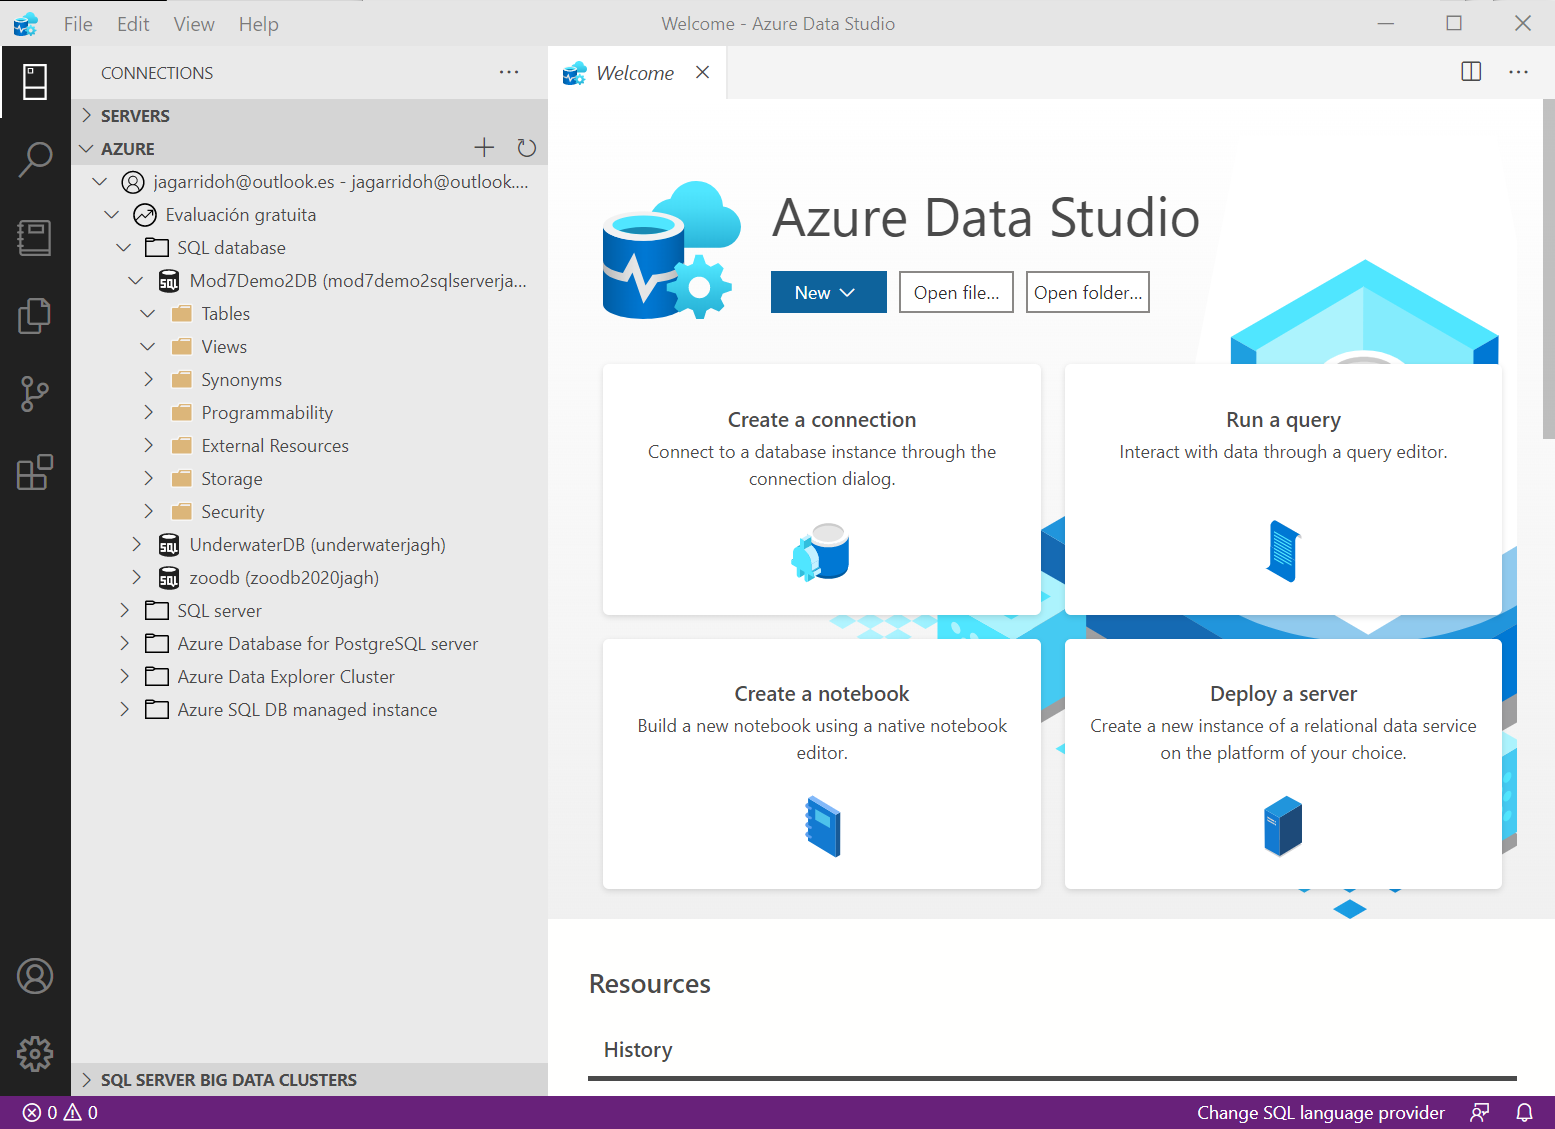 File Edit View Help
Welcome - Azure Data Studio
CONNECTIONS
SERVERS
AZURE
jagarridoh@outlook.es - jagarridoh@outlook....
Evaluación gratuita
SQL database
SQL Mod7Demo2DB (mod7demo2sqlserverja...
Tables
Views
Synonyms
Programmability
External Resources
Storage
Security
SQL UnderwaterDB (underwaterjagh)
SQL zoodb (zoodb2020jagh)
SQL server
Azure Database for PostgreSQL server
Azure Data Explorer Cluster
Azure SQL DB managed instance
SQL SERVER BIG DATA CLUSTERS
Welcome
Azure Data Studio
New
Open file...
Open folder...
Create a connection
Connect to a database instance through the
connection dialog.
Run a query
Interact with data through a query editor.
Create a notebook
Build a new notebook using a native notebook
editor.
Deploy a server
Create a new instance of a relational data service
on the platform of your choice.
Resources
History
0 0
Change SQL language provider